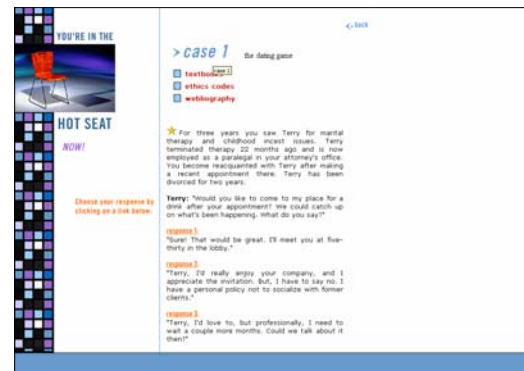 back
YOU'RE IN THE
> case 1 the dating game
case 1
ethics codes
webliography
HOT SEAT
NOW!
For three years you saw Terry for marital
therapy and childhood incest issues. Terry
terminated therapy 22 months ago and is now
employed as a paralegal in your attorney's office.
You become reacquainted with Terry after making
a recent appointment there. Terry has been
divorced for two years.
Choose your response by
clicking on a link below.
Terry: "Would you like to come to my place for a
drink after your appointment? We could catch up
on what's been happening. What do you say?"
response 1:
"Sure! That would be great. I'll meet you at five-
thirty in the lobby."
response 2:
"Terry, I'd really enjoy your company, and I
appreciate the invitation. But, I have to say no. I
have a personal policy not to socialize with former
clients."
response 3:
"Terry, I'd love to, but professionally, I need to
wait a couple more months. Could we talk about it
then?"